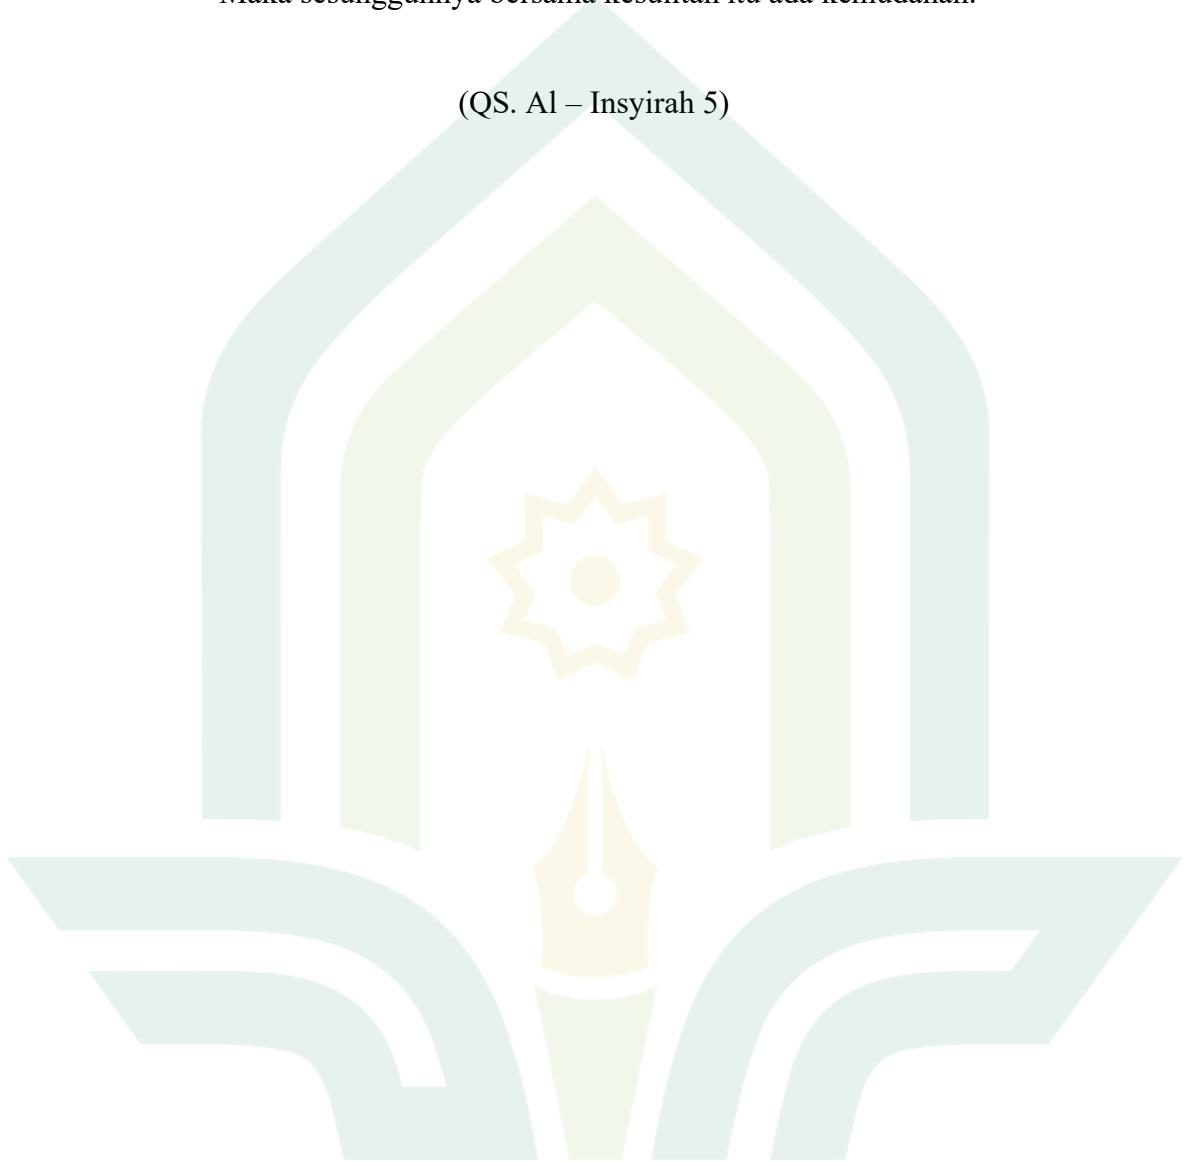 Maka sesungguhnya bersama kesulitan itu ada kemudahan.
(QS. Al – Insyirah 5)